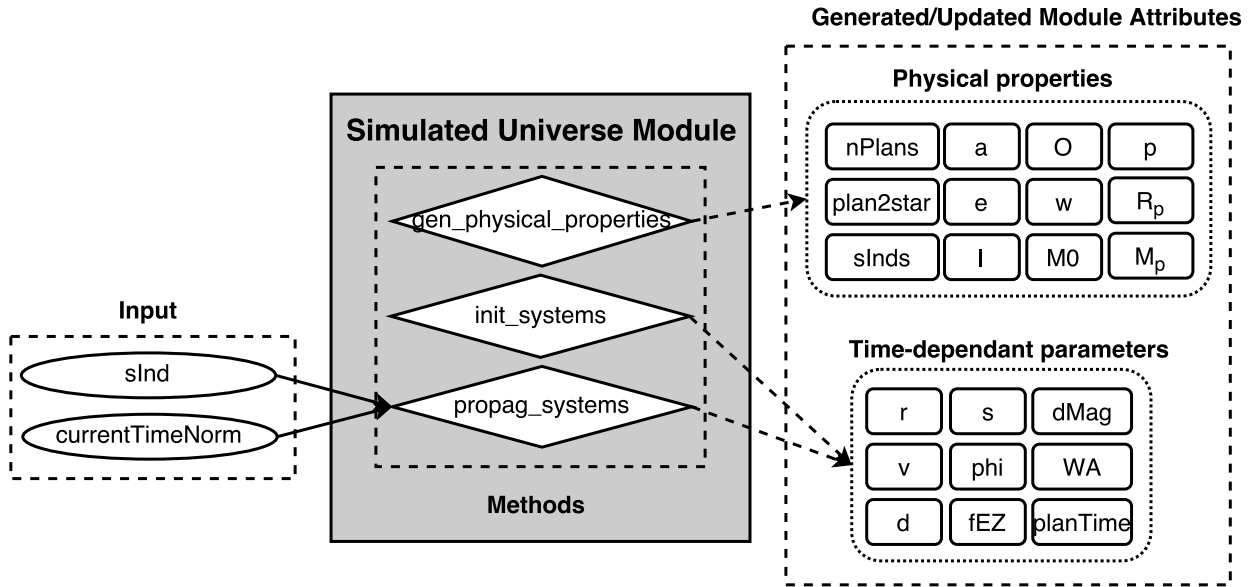 Generated/Updated Module Attributes
Physical properties
Simulated Universe Module
nPlans a O p
gen_physical_properties
plan2star e w Rp
sInds I M0 Mp
Input
init_systems
Time-dependant parameters
sInd
propag_systems
r s dMag
currentTimeNorm
v phi WA
Methods
d fEZ planTime